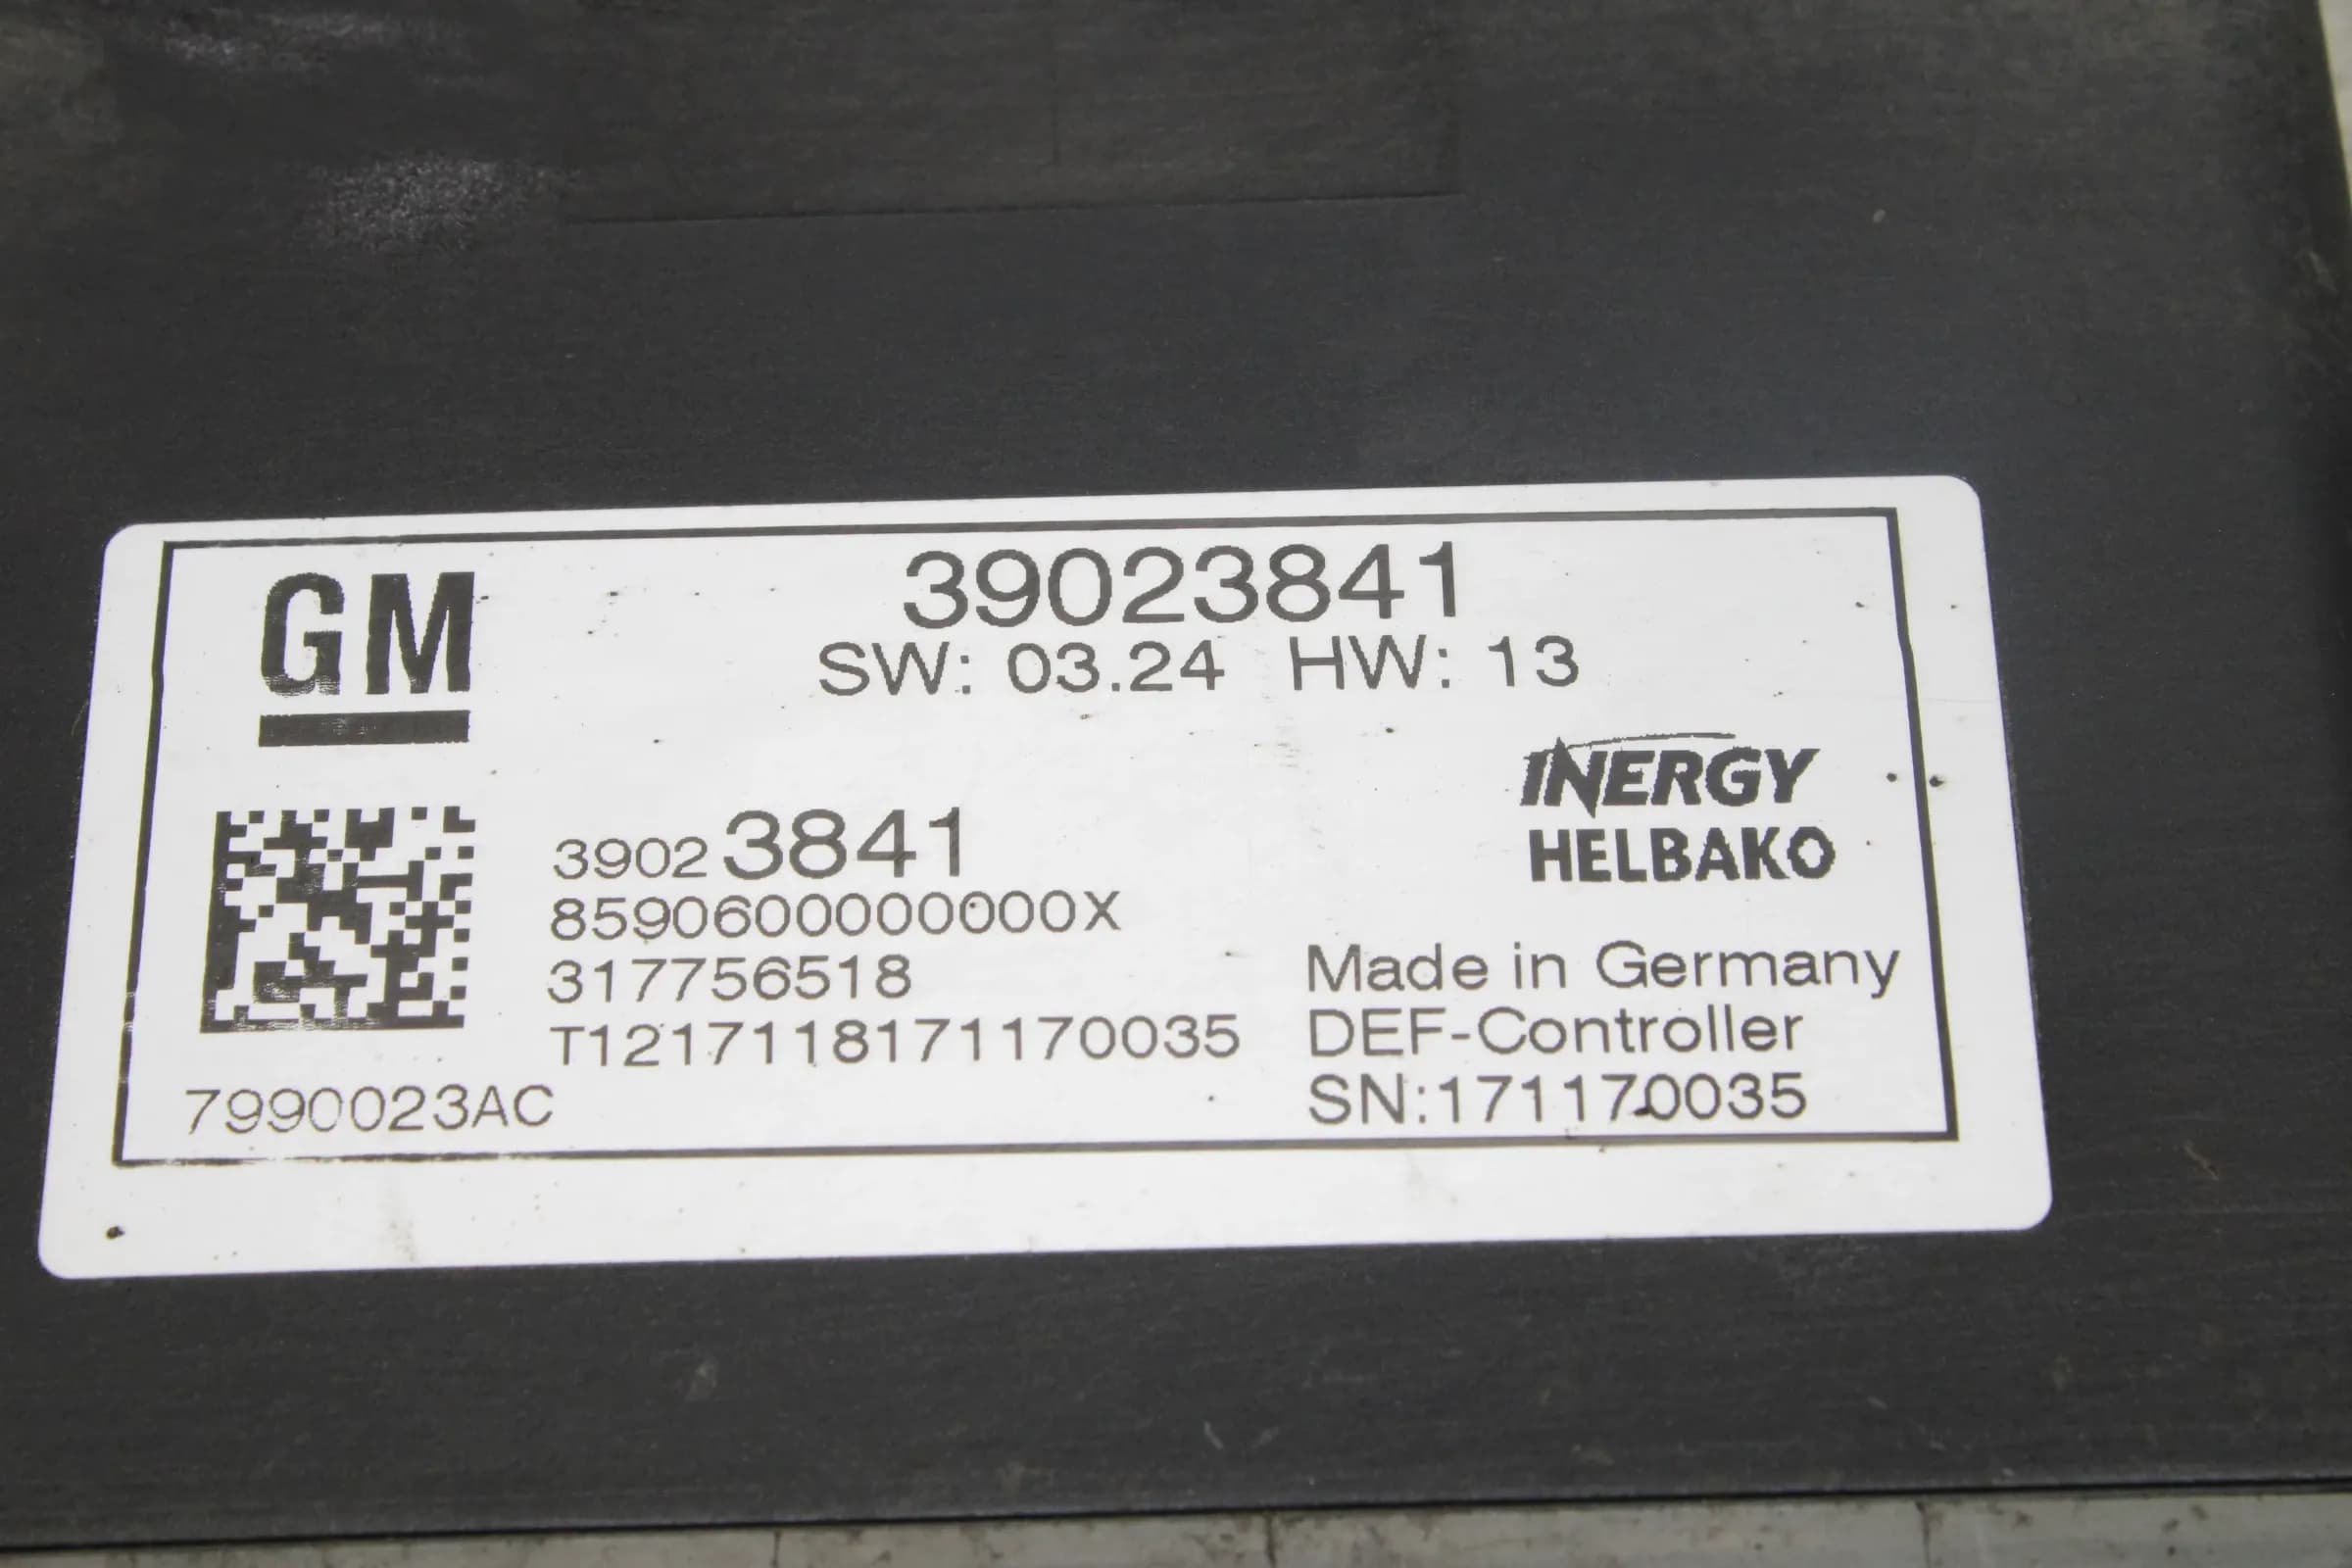 GM
39023841
SW: 03.24 HW: 13
INERGY
HELBAKO
39023841
8590600000000X
317756518
T1217118171170035
7990023AC
Made in Germany
DEF-Controller
SN:171170035